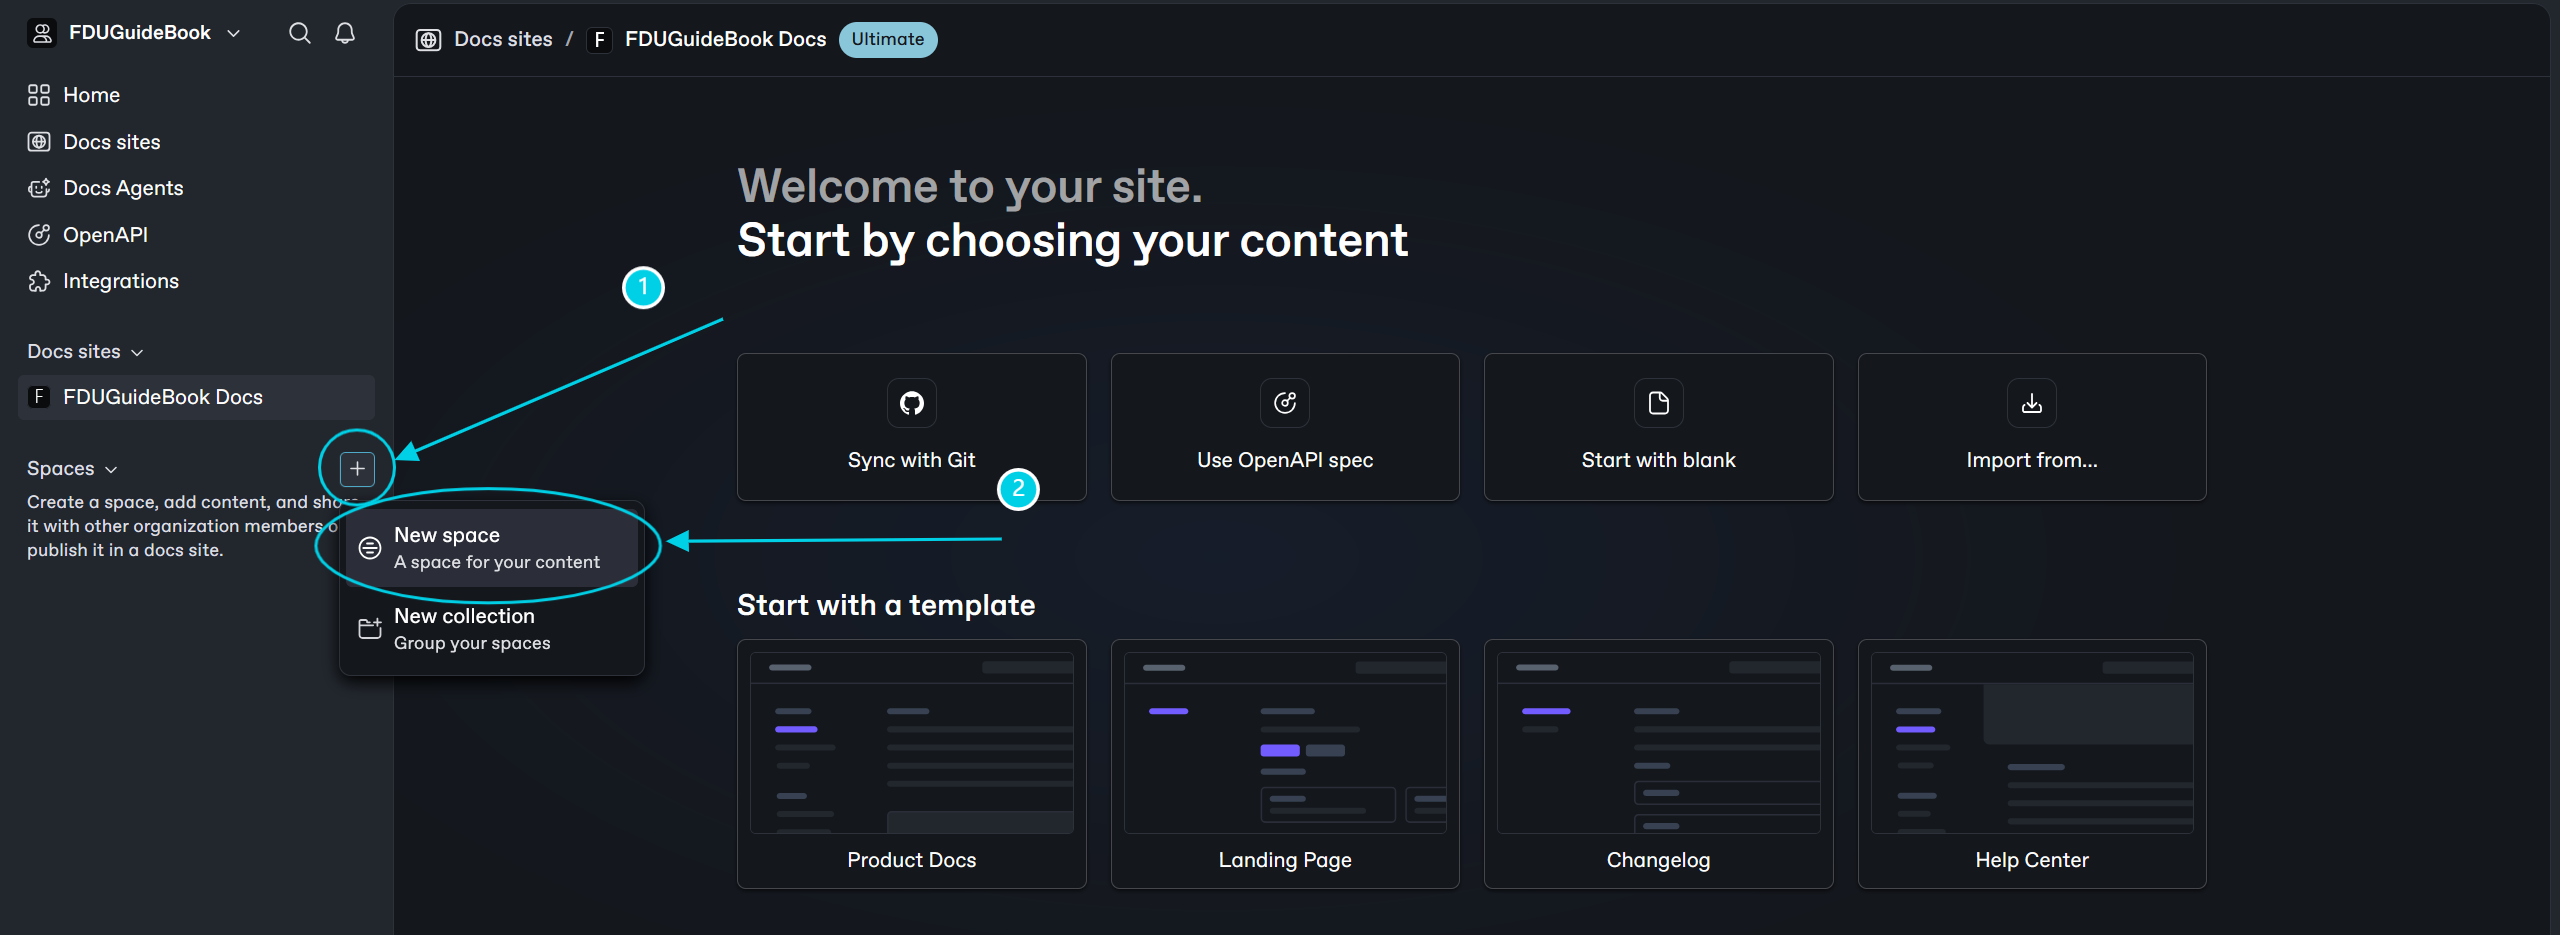 FDUGuideBook
Home
Docs sites
Docs Agents
OpenAPI
Integrations
Docs sites
F FDUGuideBook Docs
Spaces
Create a space, add content, and
it with other organization members
publish it in a docs site.
New space
A space for your content
New collection
Group your spaces
Docs sites / F FDUGuideBook Docs Ultimate
Welcome to your site.
Start by choosing your content
1
Sync with Git
Use OpenAPI spec
Start with blank
Import from...
2
Start with a template
Product Docs
Landing Page
Changelog
Help Center